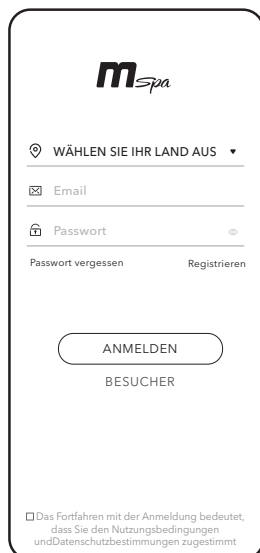 mspa
WÄHLEN SIE IHR LAND AUS
Email
Passwort
Passwort vergessen
Registrieren
ANMELDEN
BESUCHER
Das Fortfahren mit der Anmeldung bedeutet,
dass Sie den Nutzungsbedingungen
undDatenschutzbestimmungen zugestimmt